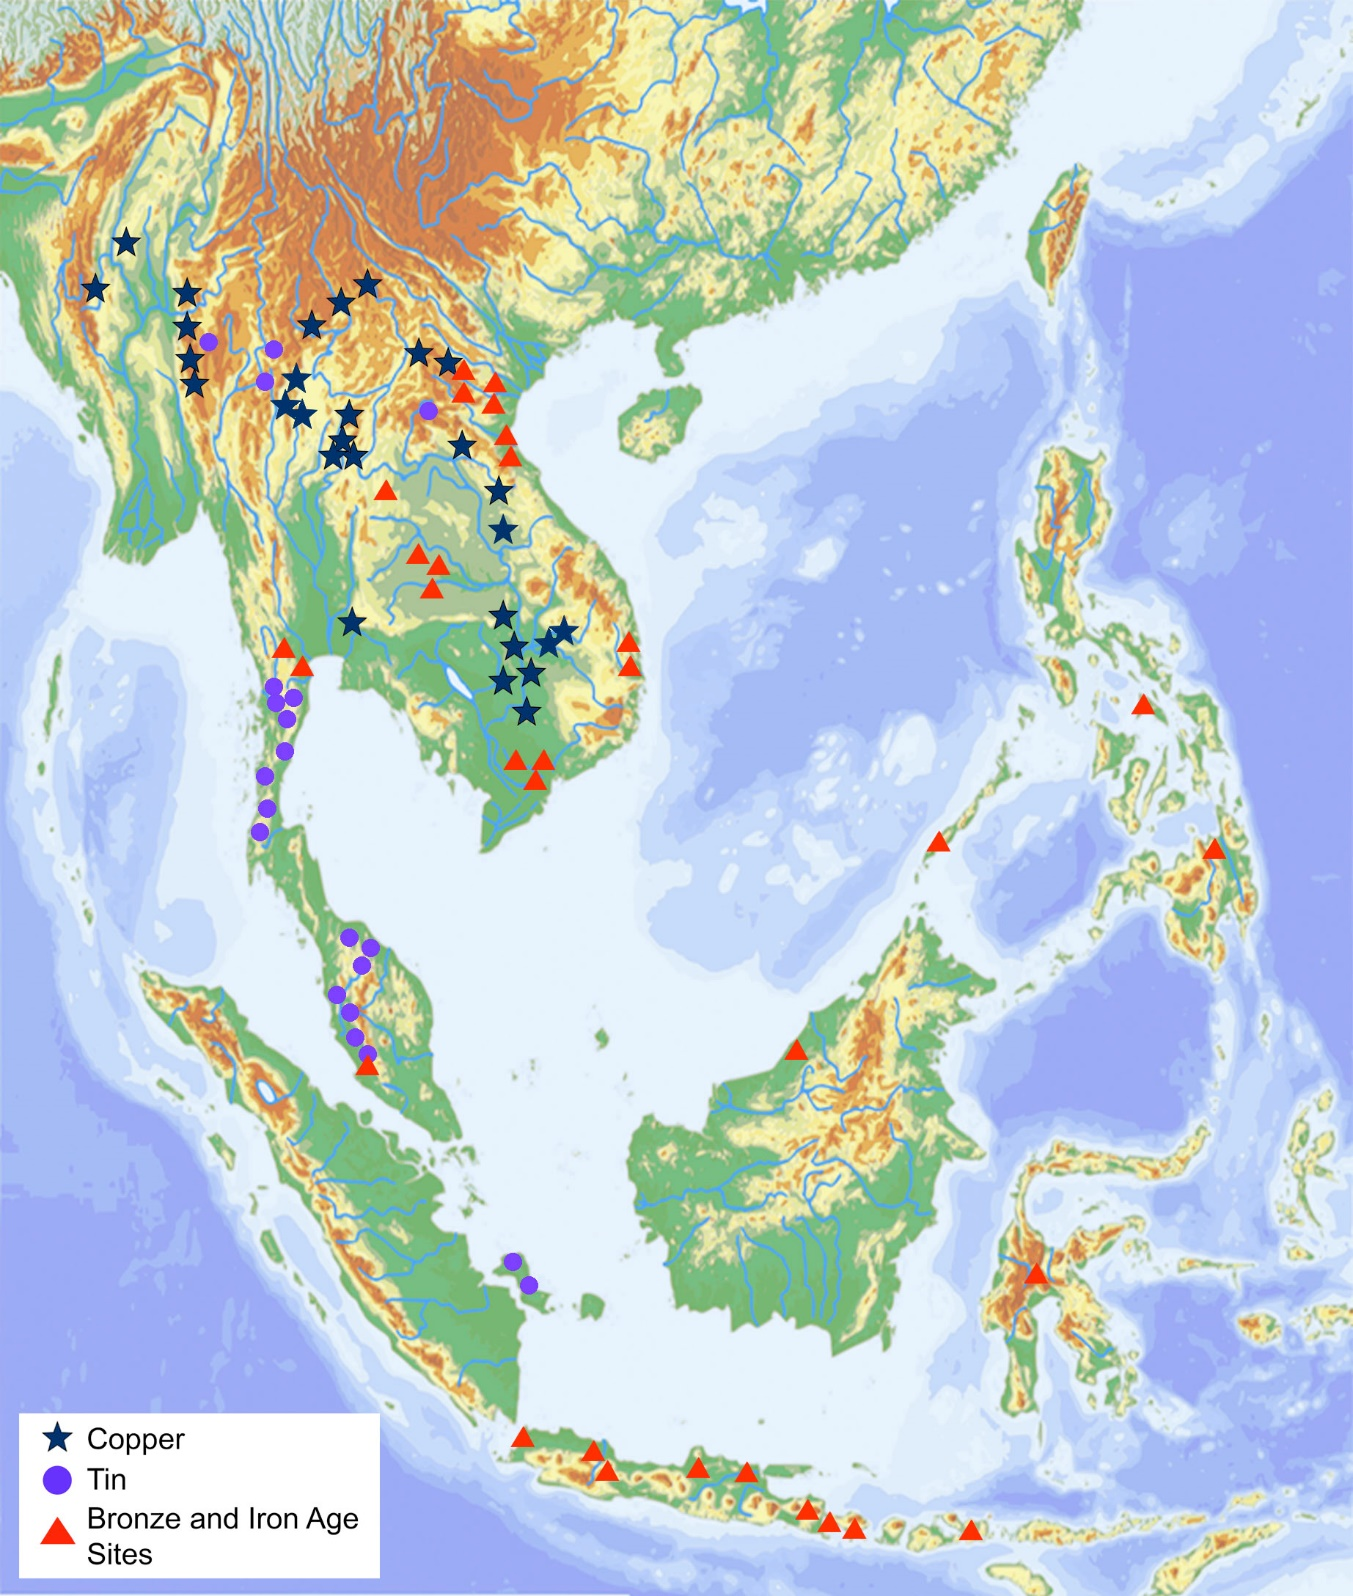 Copper
Tin
Bronze and Iron Age
Sites